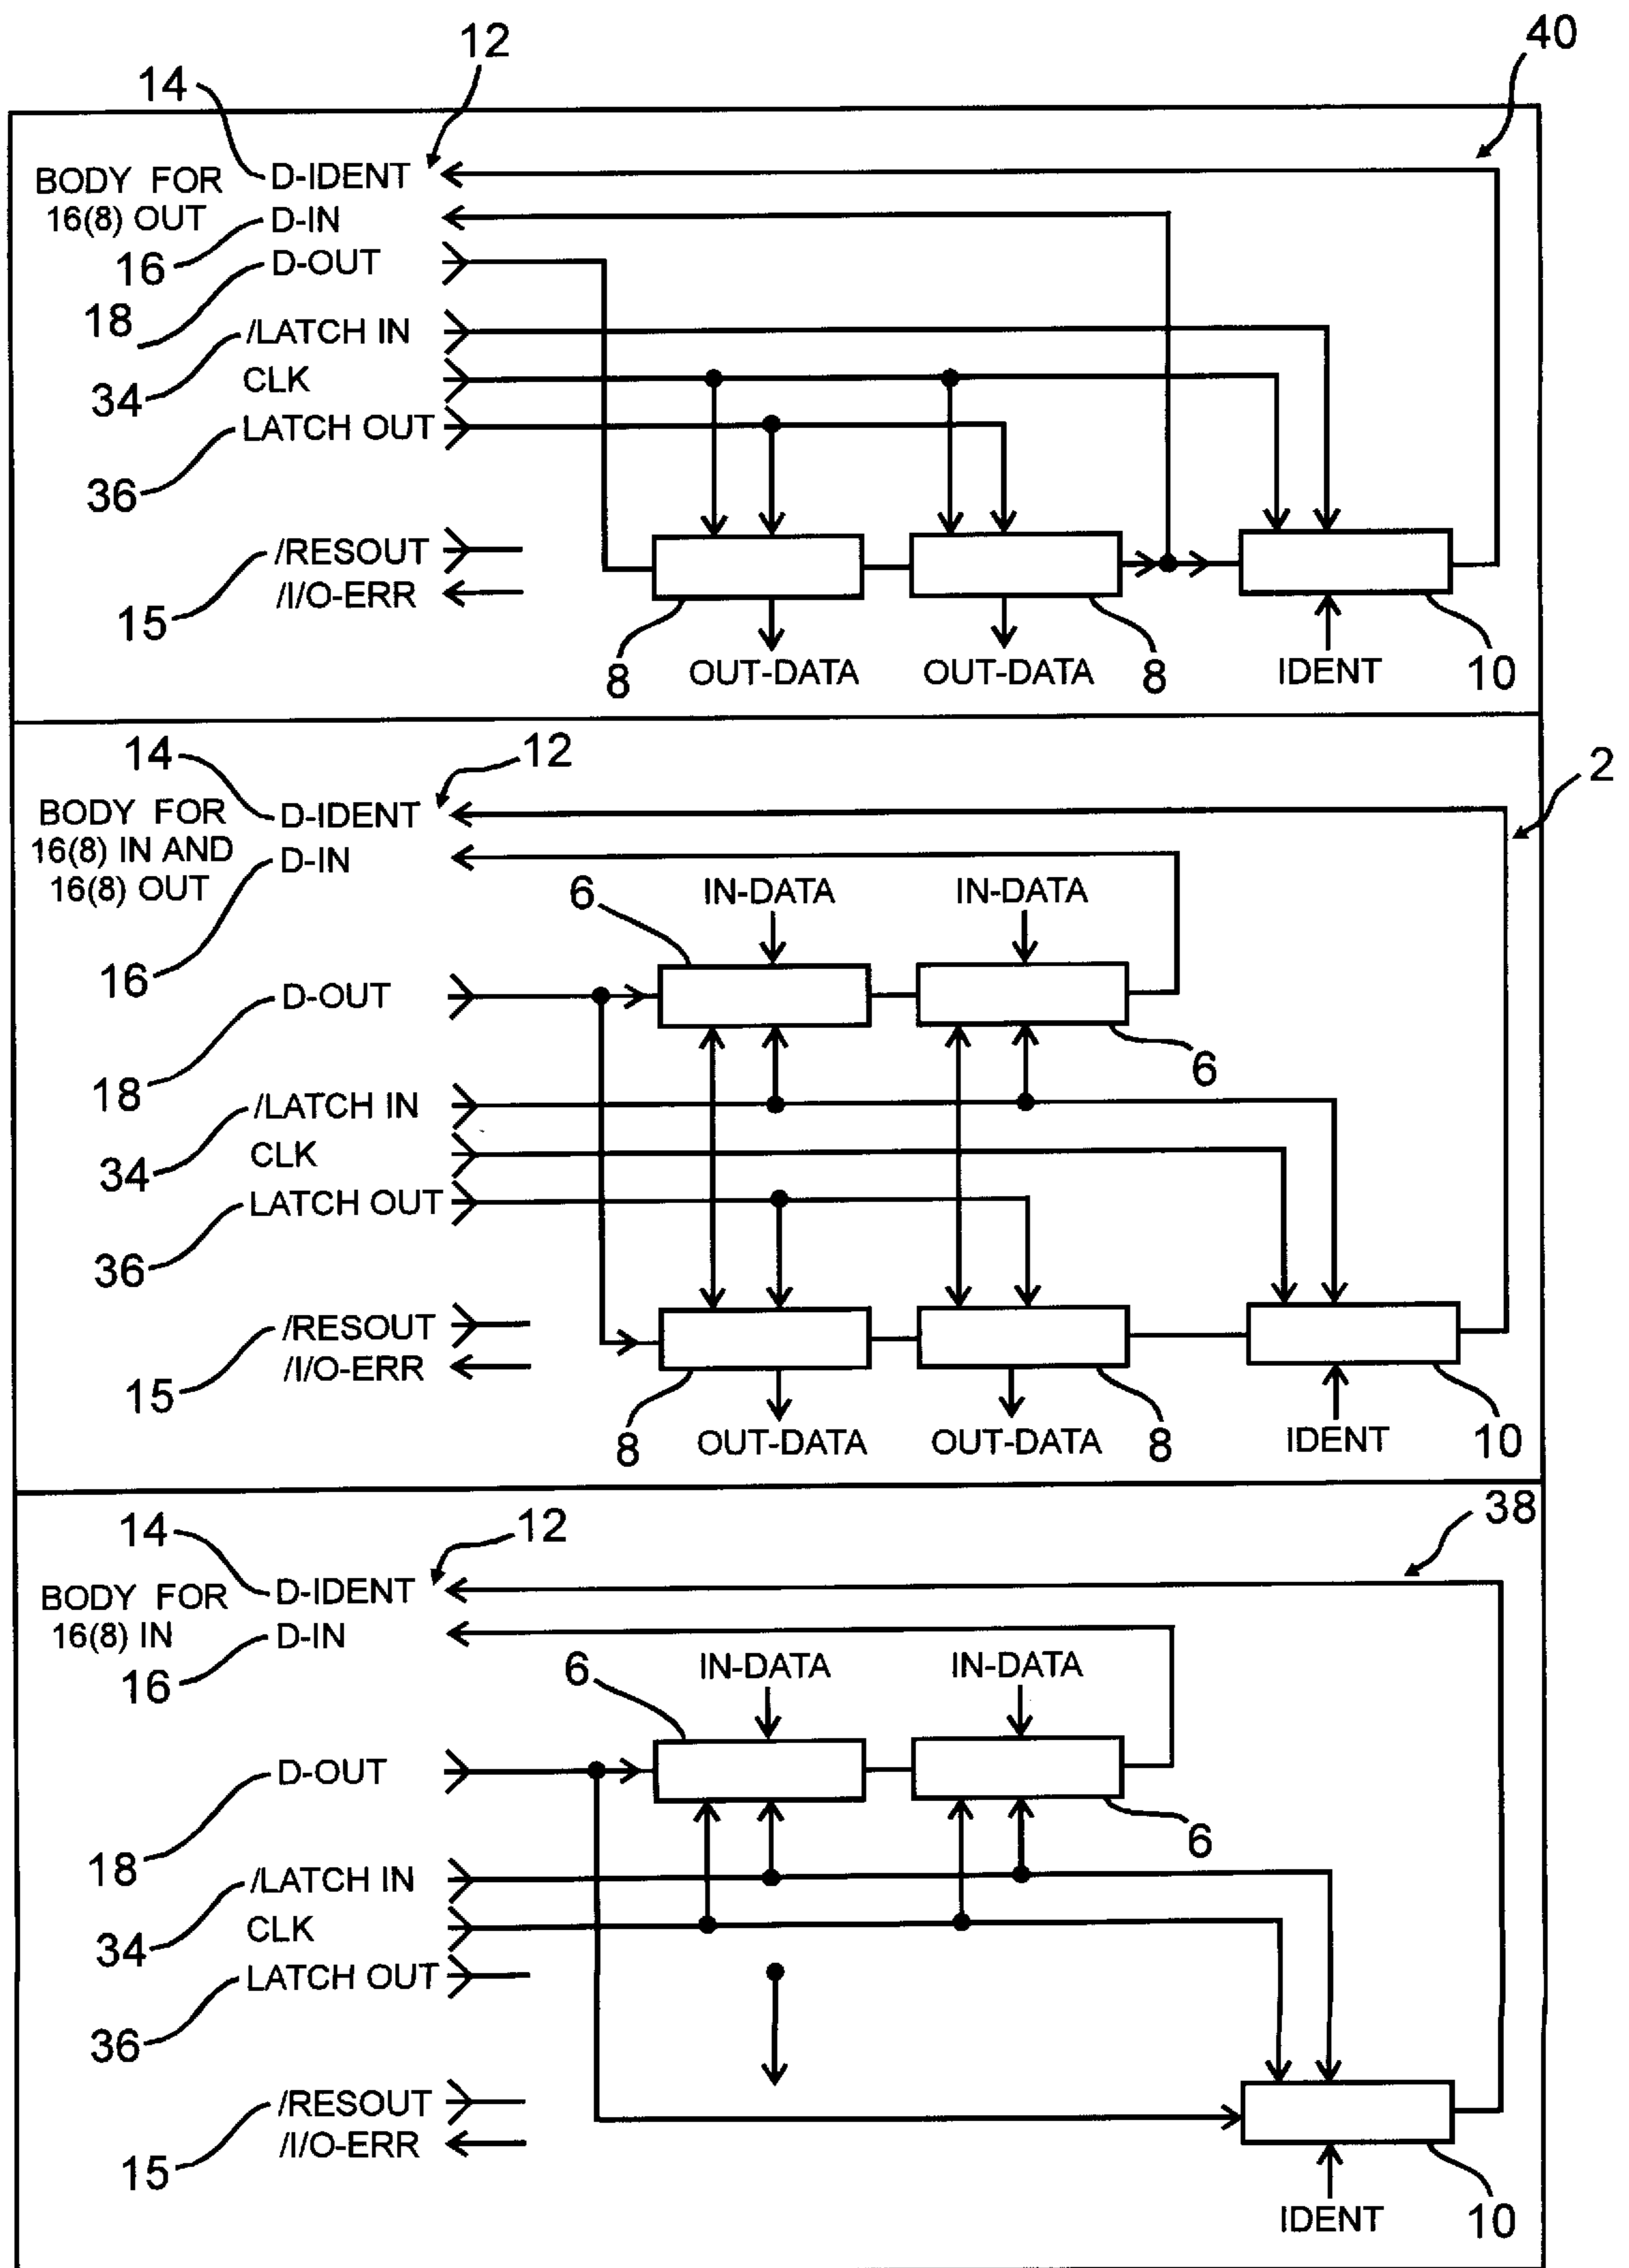 12
40
14
BODY FOR
16(8) OUT
D-IDENT
D-IN
16
D-OUT
18
/LATCH IN
34
CLK
LATCH OUT
36
/RESOUT
/I/O-ERR
15
8
OUT-DATA
OUT-DATA
8
IDENT
10
14
12
2
BODY FOR
16(8) IN AND
16(8) OUT
D-IDENT
D-IN
6
IN-DATA
IN-DATA
16
D-OUT
18
6
/LATCH IN
34
CLK
LATCH OUT
36
/RESOUT
/I/O-ERR
15
8
OUT-DATA
OUT-DATA
8
IDENT
10
14
12
38
BODY FOR
16(8) IN
D-IDENT
D-IN
16
6
IN-DATA
IN-DATA
D-OUT
18
6
/LATCH IN
34
CLK
LATCH OUT
36
/RESOUT
/I/O-ERR
15
IDENT
10